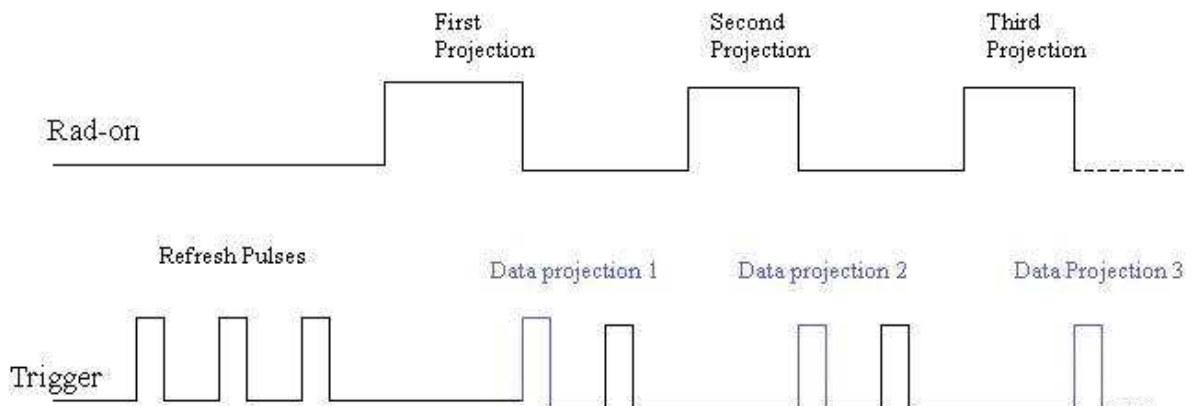 First
Projection
Second
Projection
Third
Projection
Rad-on
Refresh Pulses
Data projection 1
Data projection 2
Data Projection 3
Trigger